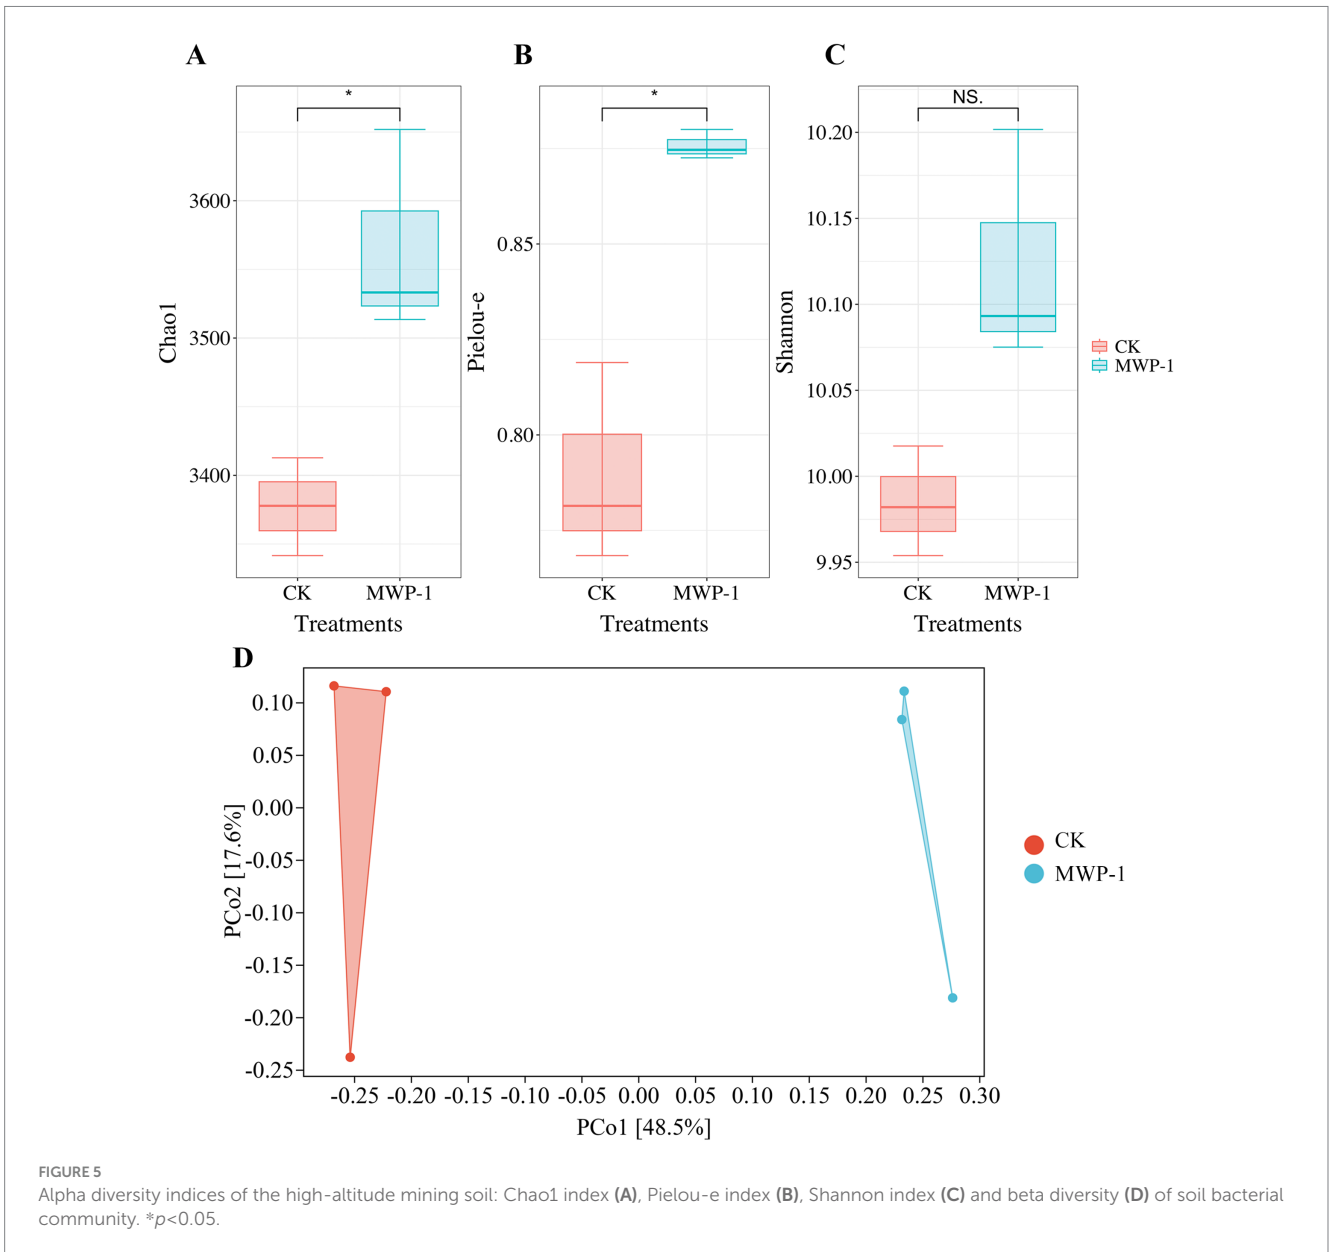 A
B
C
*
*
NS.
3600
3500
3400
Chao1
CK
MWP-1
Treatments
0.85
0.80
Pielou-e
CK
MWP-1
Treatments
10.20
10.15
10.10
10.05
10.00
9.95
Shannon
CK
MWP-1
Treatments
CK
MWP-1
D
0.10
0.05
0.00
-0.05
-0.10
-0.15
-0.20
-0.25
PCo2 [17.6%]
-0.25 -0.20 -0.15 -0.10 -0.05 0.00 0.05 0.10 0.15 0.20 0.25 0.30
PCo1 [48.5%]
CK
MWP-1
FIGURE 5
Alpha diversity indices of the high-altitude mining soil: Chao1 index (A), Pielou-e index (B), Shannon index (C) and beta diversity (D) of soil bacterial
community. *p<0.05.